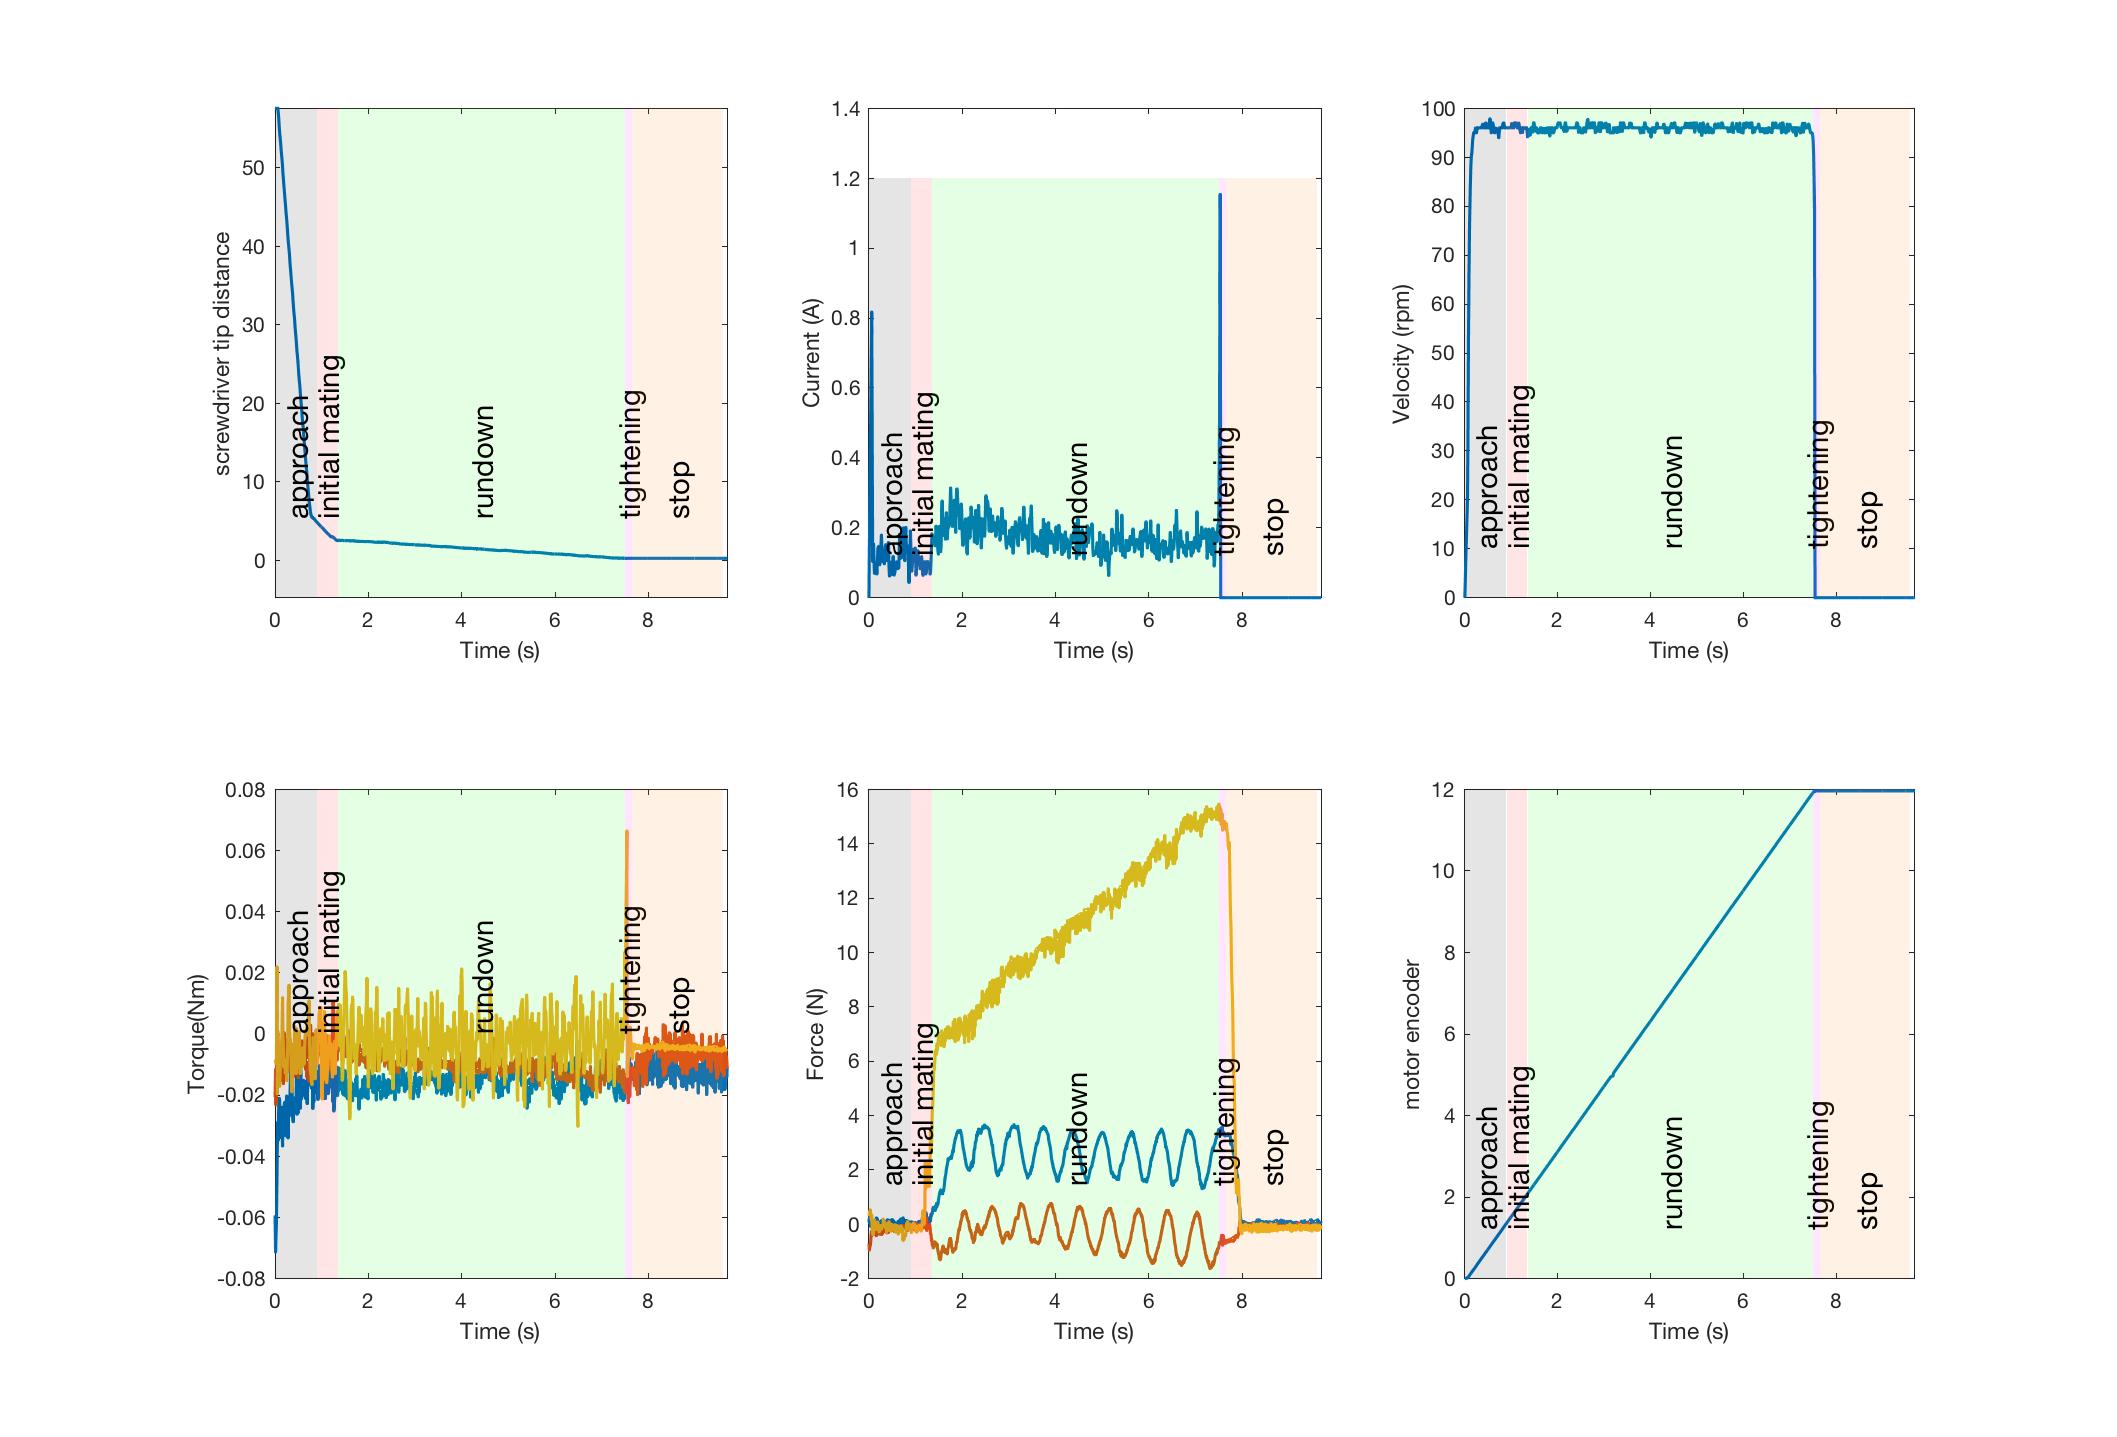 screwdriver tip distance
50
40
30
20
10
0
approach
initial mating
rundown
tightening
stop
0 2 4 6 8
Time (s)
Current (A)
1.4
1.2
1
0.8
0.6
0.4
0.2
0
approach
initial mating
rundown
tightening
stop
0 2 4 6 8
Time (s)
Velocity (rpm)
100
90
80
70
60
50
40
30
20
10
0
approach
initial mating
rundown
tightening
stop
0 2 4 6 8
Time (s)
Torque(Nm)
0.08
0.06
0.04
0.02
0
-0.02
-0.04
-0.06
-0.08
approach
initial mating
rundown
tightening
stop
0 2 4 6 8
Time (s)
Force (N)
16
14
12
10
8
6
4
2
0
-2
approach
initial mating
rundown
tightening
stop
0 2 4 6 8
Time (s)
motor encoder
12
10
8
6
4
2
0
approach
initial mating
rundown
tightening
stop
0 2 4 6 8
Time (s)